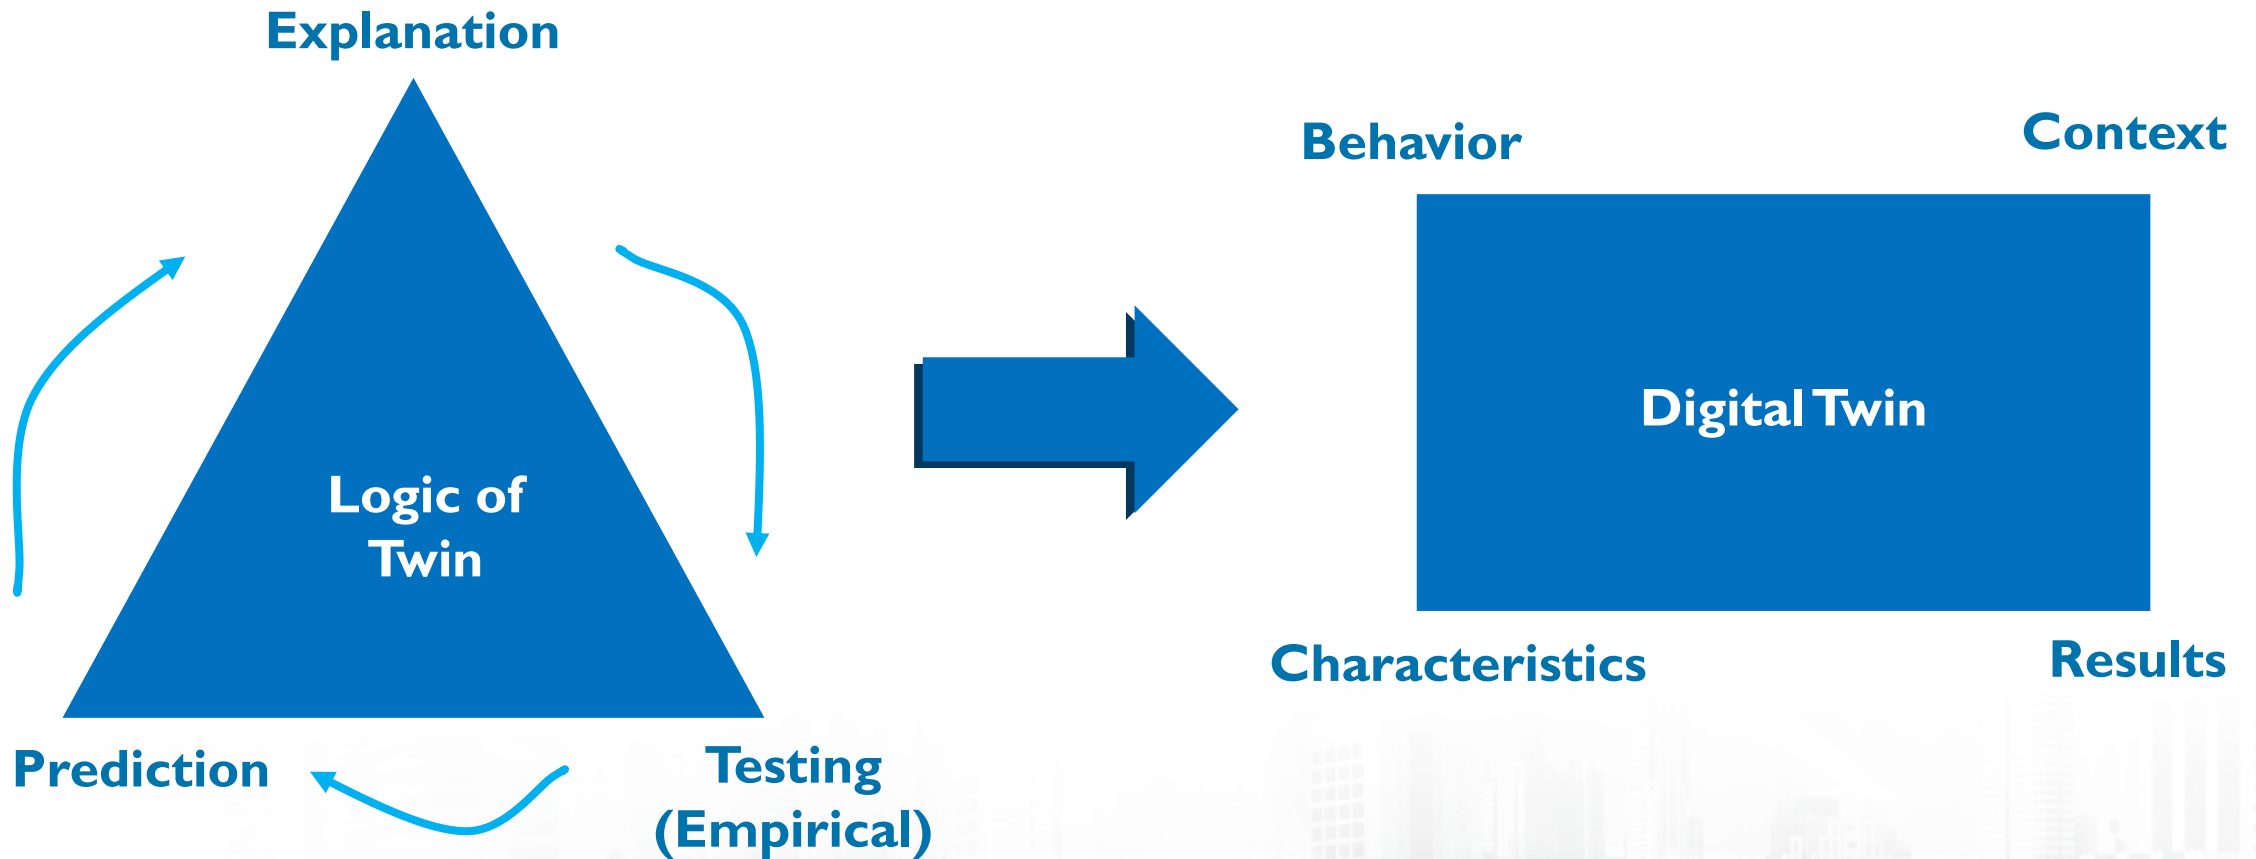 Explanation
Logic of
Twin
Prediction
Testing
(Empirical)
Behavior
Context
Digital Twin
Characteristics
Results